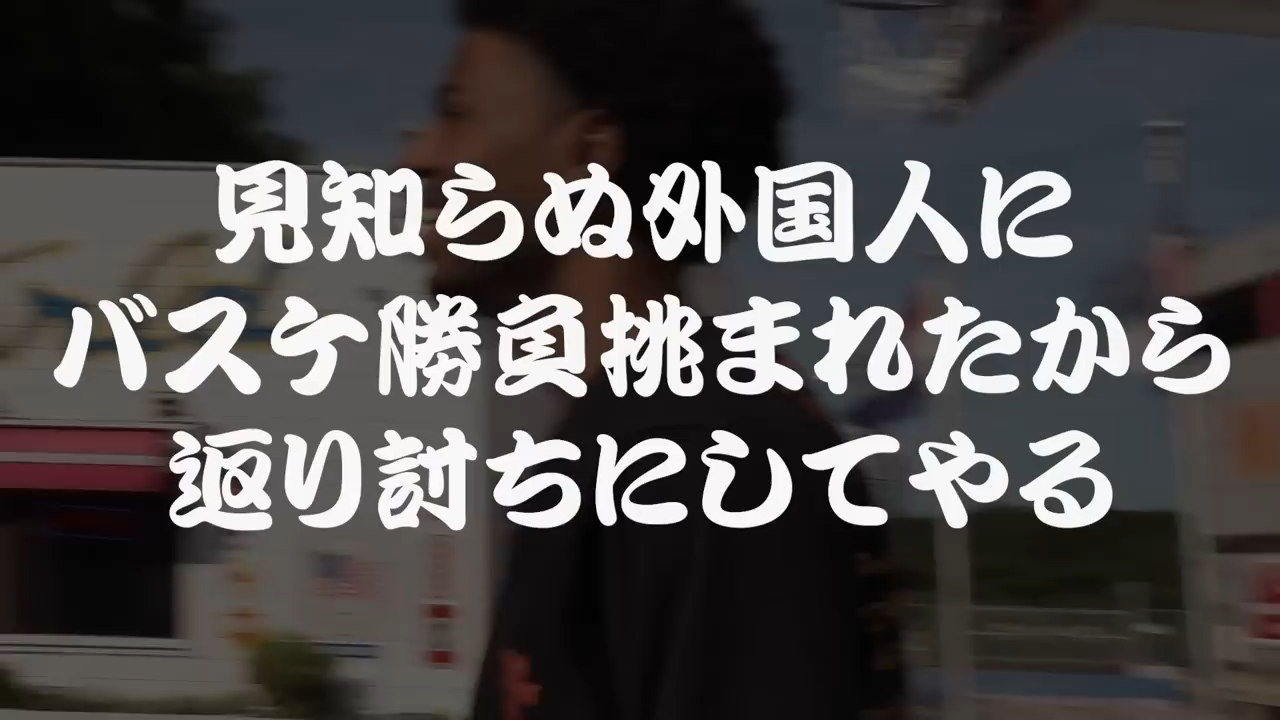 見知らぬ外国人に
バスケ勝負挑まれたから
返り討ちにしてやる